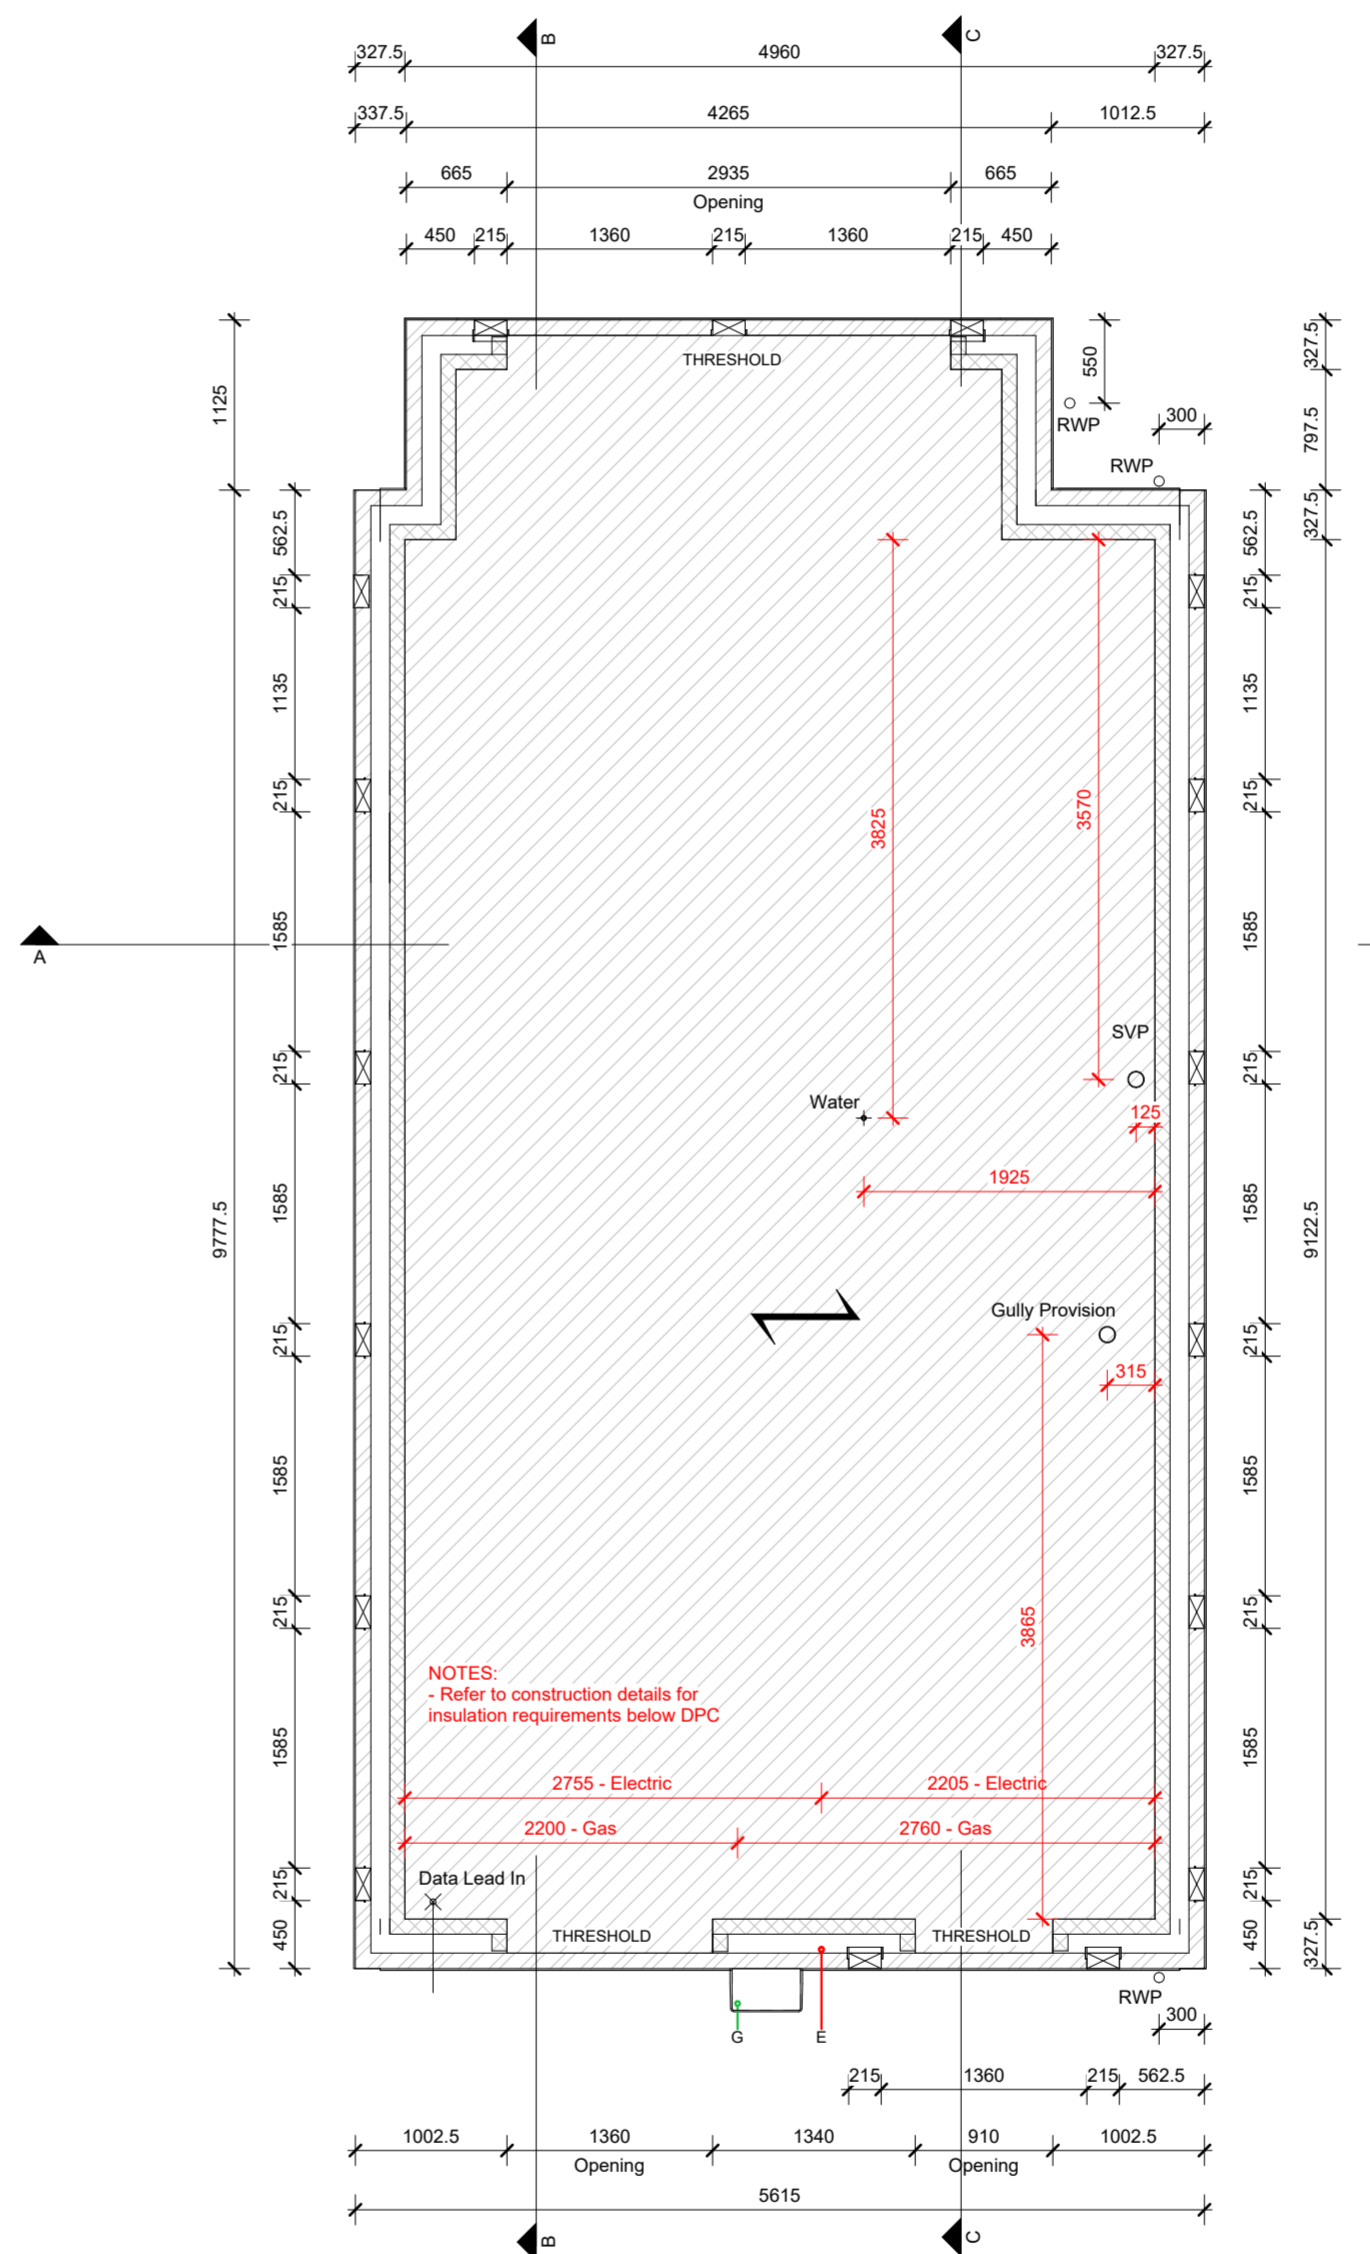 B
C
327.5 4960 327.5
337.5 4265 1012.5
665 2935 665
Opening
450 215 1360 215 1360 215 450
THRESHOLD
1125
550
327.5
RWP
300
797.5
RWP
562.5
562.5
327.5
215
215
1135
1135
215
215
3825
3570
A
1585
1585
SVP
215
215
Water
125
1925
9777.5
1585
1585
9122.5
Gully Provision
215
215
315
1585
1585
3865
215
215
NOTES:
- Refer to construction details for
insulation requirements below DPC
1585
1585
2755 - Electric 2205 - Electric
2200 - Gas 2760 - Gas
215
Data Lead In
215
450
THRESHOLD THRESHOLD
450
327.5
RWP
300
G E
215 1360 215 562.5
1002.5 1360 1340 910 1002.5
Opening Opening
5615
B
C